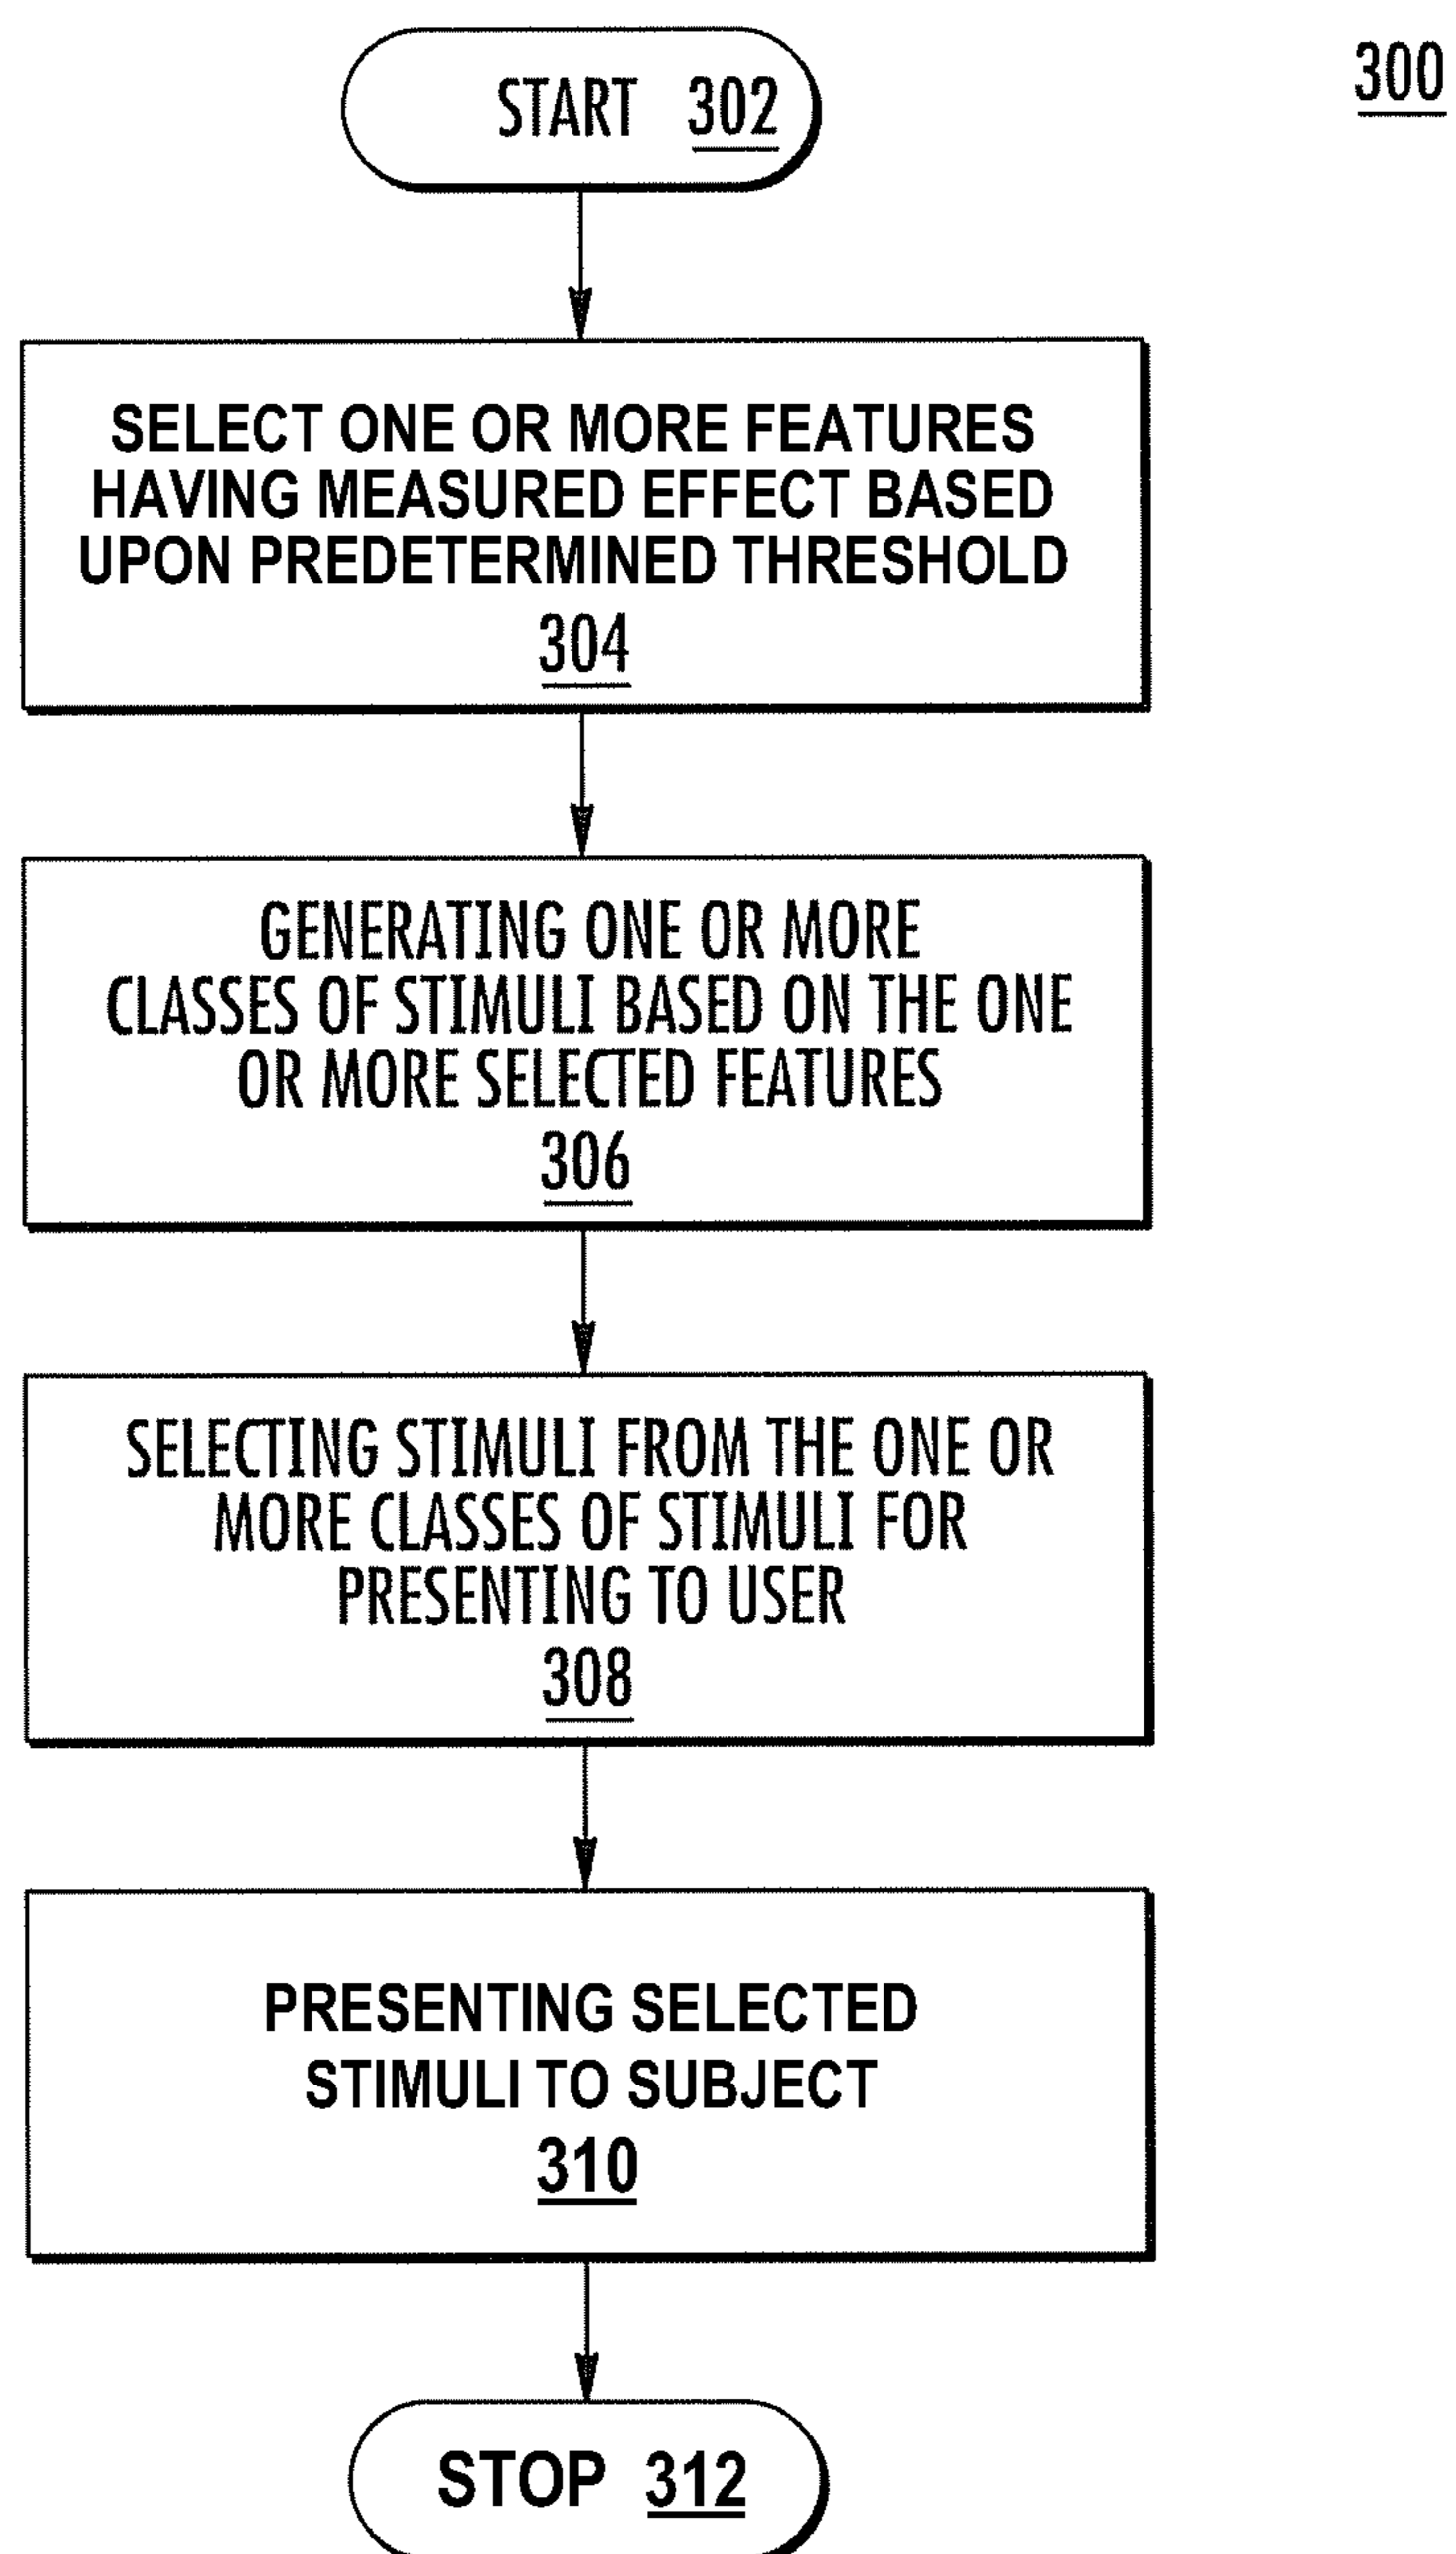 300
START 302
SELECT ONE OR MORE FEATURES
HAVING MEASURED EFFECT BASED
UPON PREDETERMINED THRESHOLD
304
GENERATING ONE OR MORE
CLASSES OF STIMULI BASED ON THE ONE
OR MORE SELECTED FEATURES
306
SELECTING STIMULI FROM THE ONE OR
MORE CLASSES OF STIMULI FOR
PRESENTING TO USER
308
PRESENTING SELECTED
STIMULI TO SUBJECT
310
STOP 312